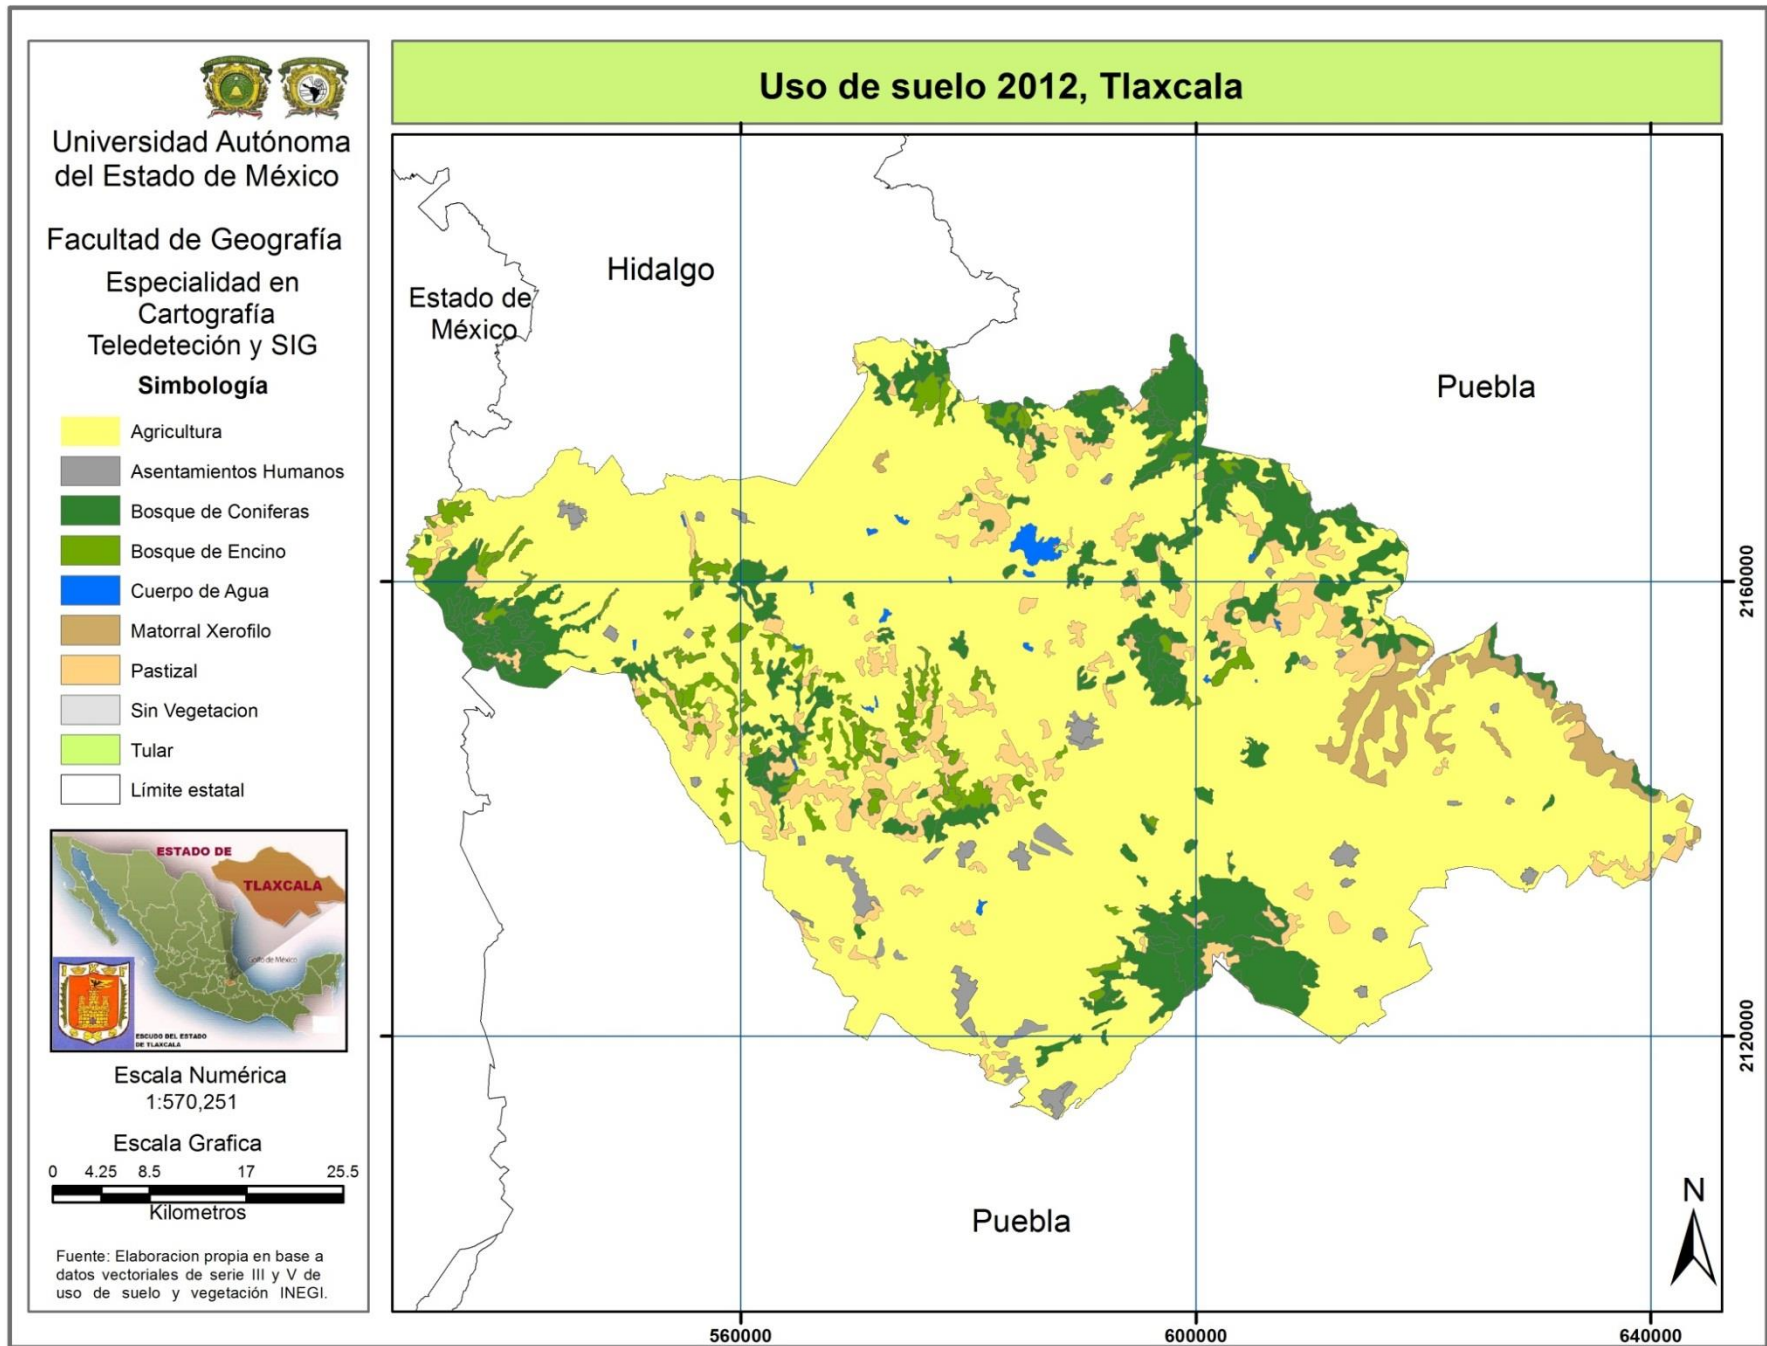 Universidad Autónoma
del Estado de México
Facultad de Geografía
Especialidad en
Cartografía
Teledeteción y SIG
Simbología
Agricultura
Asentamientos Humanos
Bosque de Coniferas
Bosque de Encino
Cuerpo de Agua
Matorral Xerofilo
Pastizal
Sin Vegetacion
Tular
Límite estatal
ESTADO DE
TLAXCALA
Golfo de México
ESCUDO DEL ESTADO
DE TLAXCALA
Escala Numérica
1:570,251
Escala Grafica
0 4.25 8.5 17 25.5
Kilometros
Fuente: Elaboracion propia en base a
datos vectoriales de serie III y V de
uso de suelo y vegetación INEGI.
Uso de suelo 2012, Tlaxcala
Hidalgo
Estado de
México
Puebla
Puebla
N
2160000
2120000
560000
600000
640000